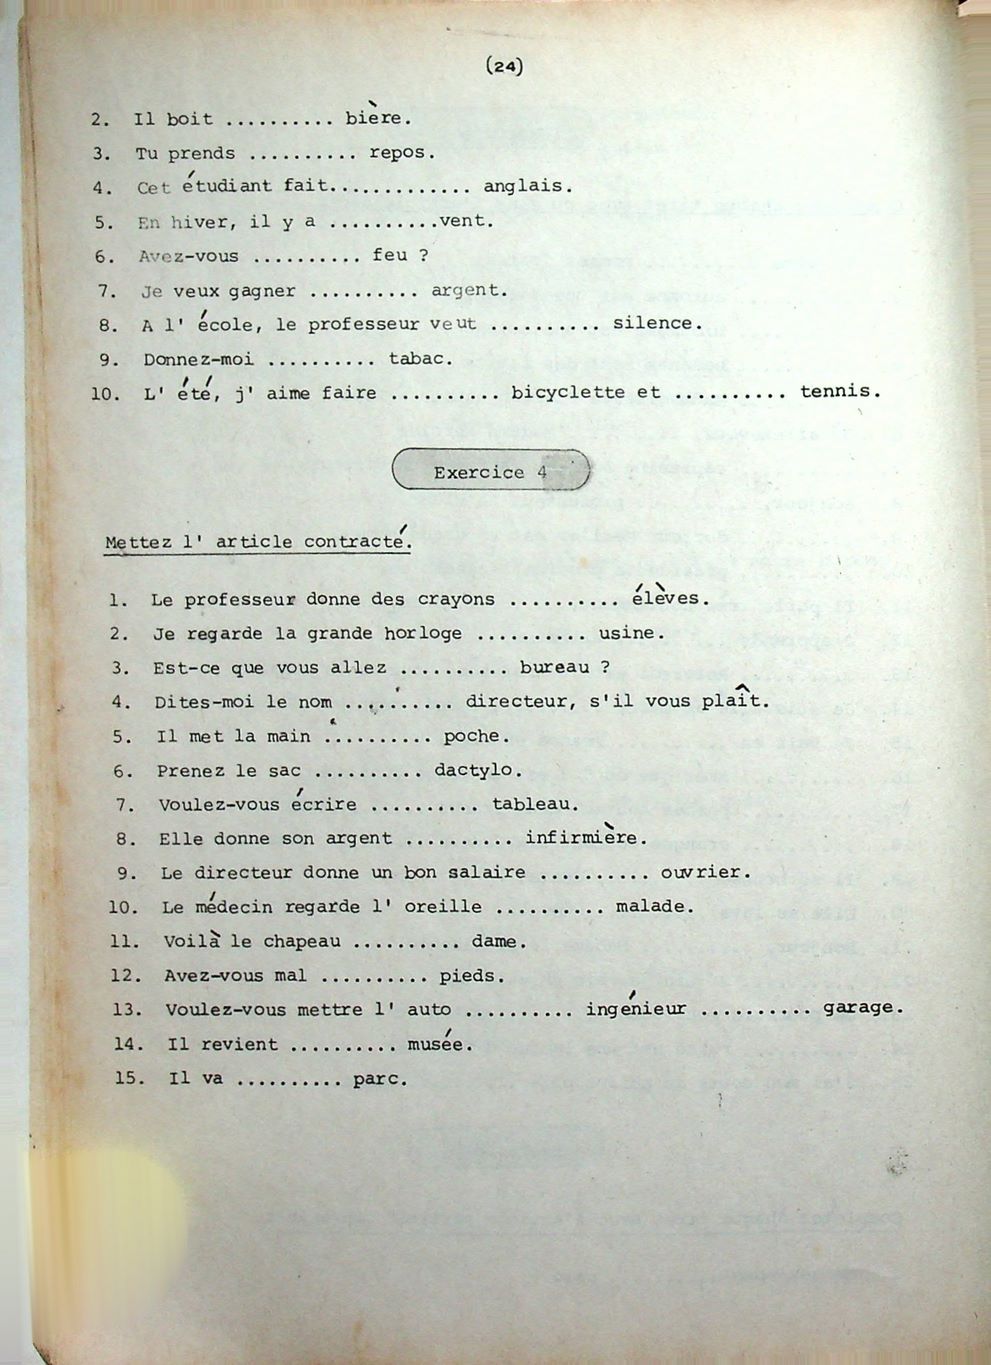 (24)
2. Il boit .......... bière.
3. Tu prends .......... repos.
4. Cet étudiant fait............. anglais.
5. En hiver, il y a ..........vent.
6. Avez-vous .......... feu ?
7. Je veux gagner .......... argent.
8. A l' école, le professeur veut .......... silence.
9. Donnez-moi .......... tabac.
10. L' été, j' aime faire .......... bicyclette et .......... tennis.
Exercice 4
Mettez l' article contracté.
1. Le professeur donne des crayons .......... élèves.
2. Je regarde la grande horloge .......... usine.
3. Est-ce que vous allez .......... bureau ?
4. Dites-moi le nom .......... directeur, s'il vous plaît.
5. Il met la main .......... poche.
6. Prenez le sac .......... dactylo.
7. Voulez-vous écrire .......... tableau.
8. Elle donne son argent .......... infirmière.
9. Le directeur donne un bon salaire .......... ouvrier.
10. Le médecin regarde l' oreille .......... malade.
11. Voilà le chapeau .......... dame.
12. Avez-vous mal .......... pieds.
13. Voulez-vous mettre l' auto .......... ingénieur .......... garage.
14. Il revient .......... musée.
15. Il va .......... parc.